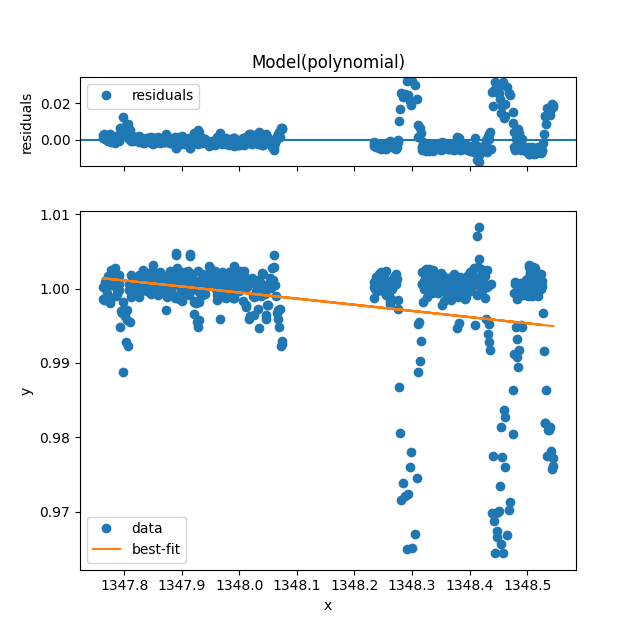 Model(polynomial)
residuals
residuals
0.02
0.00
y
1.01
1.00
0.99
0.98
0.97
data
best-fit
1347.8 1347.9 1348.0 1348.1 1348.2 1348.3 1348.4 1348.5
x